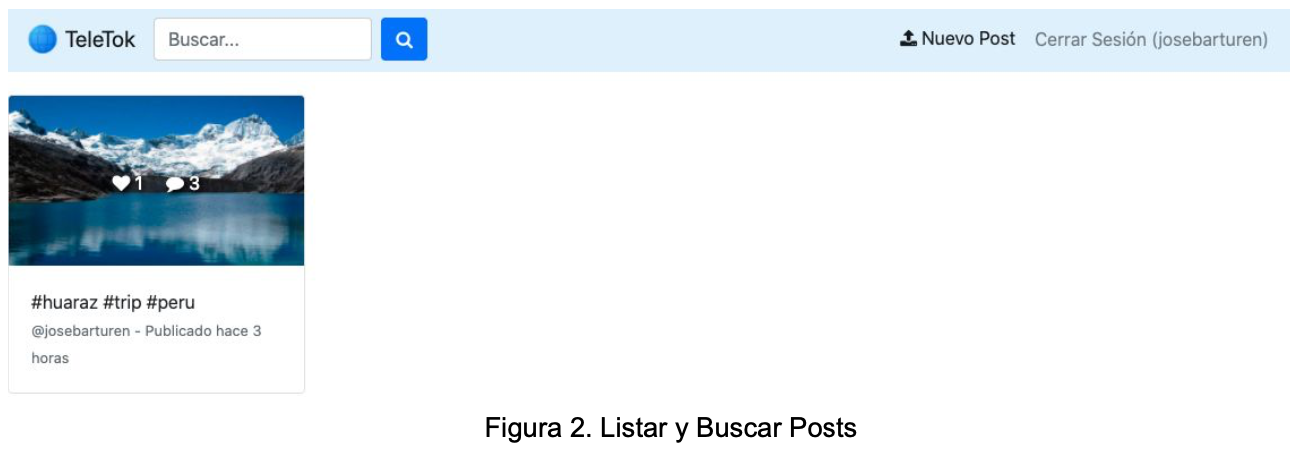 TeleTok Buscar... Nuevo Post Cerrar Sesión (josebarturen)
1 3
#huaraz #trip #peru
@josebarturen - Publicado hace 3
horas
Figura 2. Listar y Buscar Posts